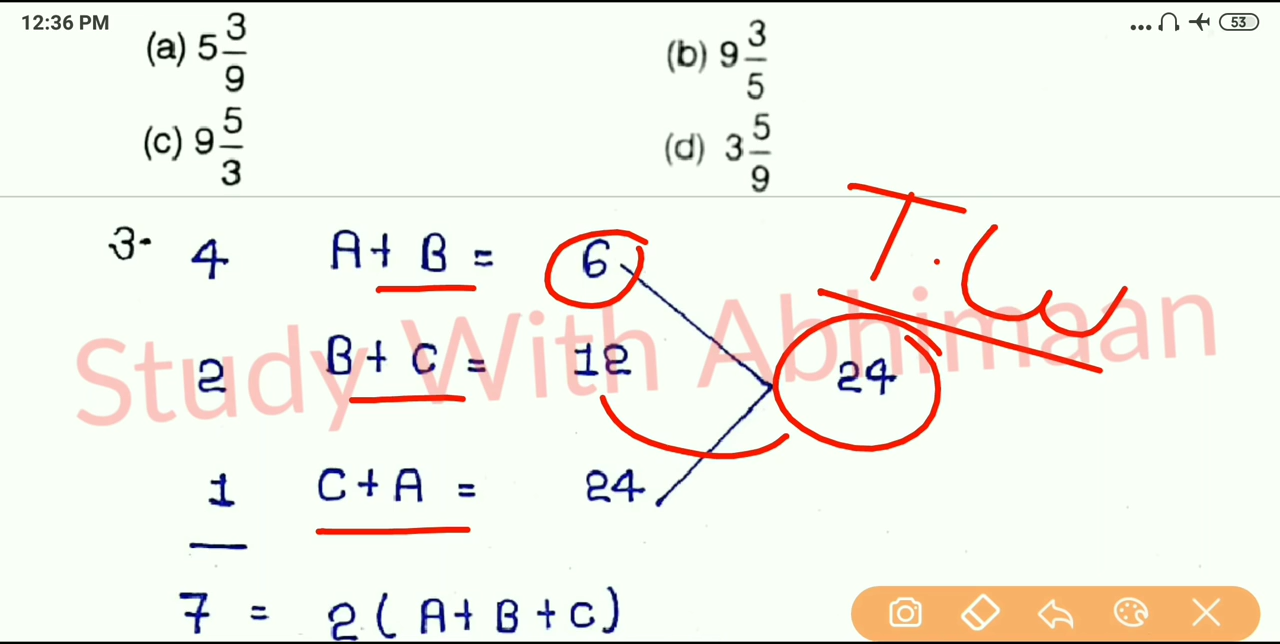 12:36 PM ... 53
(a) 5 3/9 (b) 9 3/5
(c) 9 5/3 (d) 3 5/9
T.W
3. 4 A+B = 6
Study With Abhimaan
2 B+C = 12 24
1 C+A = 24
7 = 2(A+B+C)